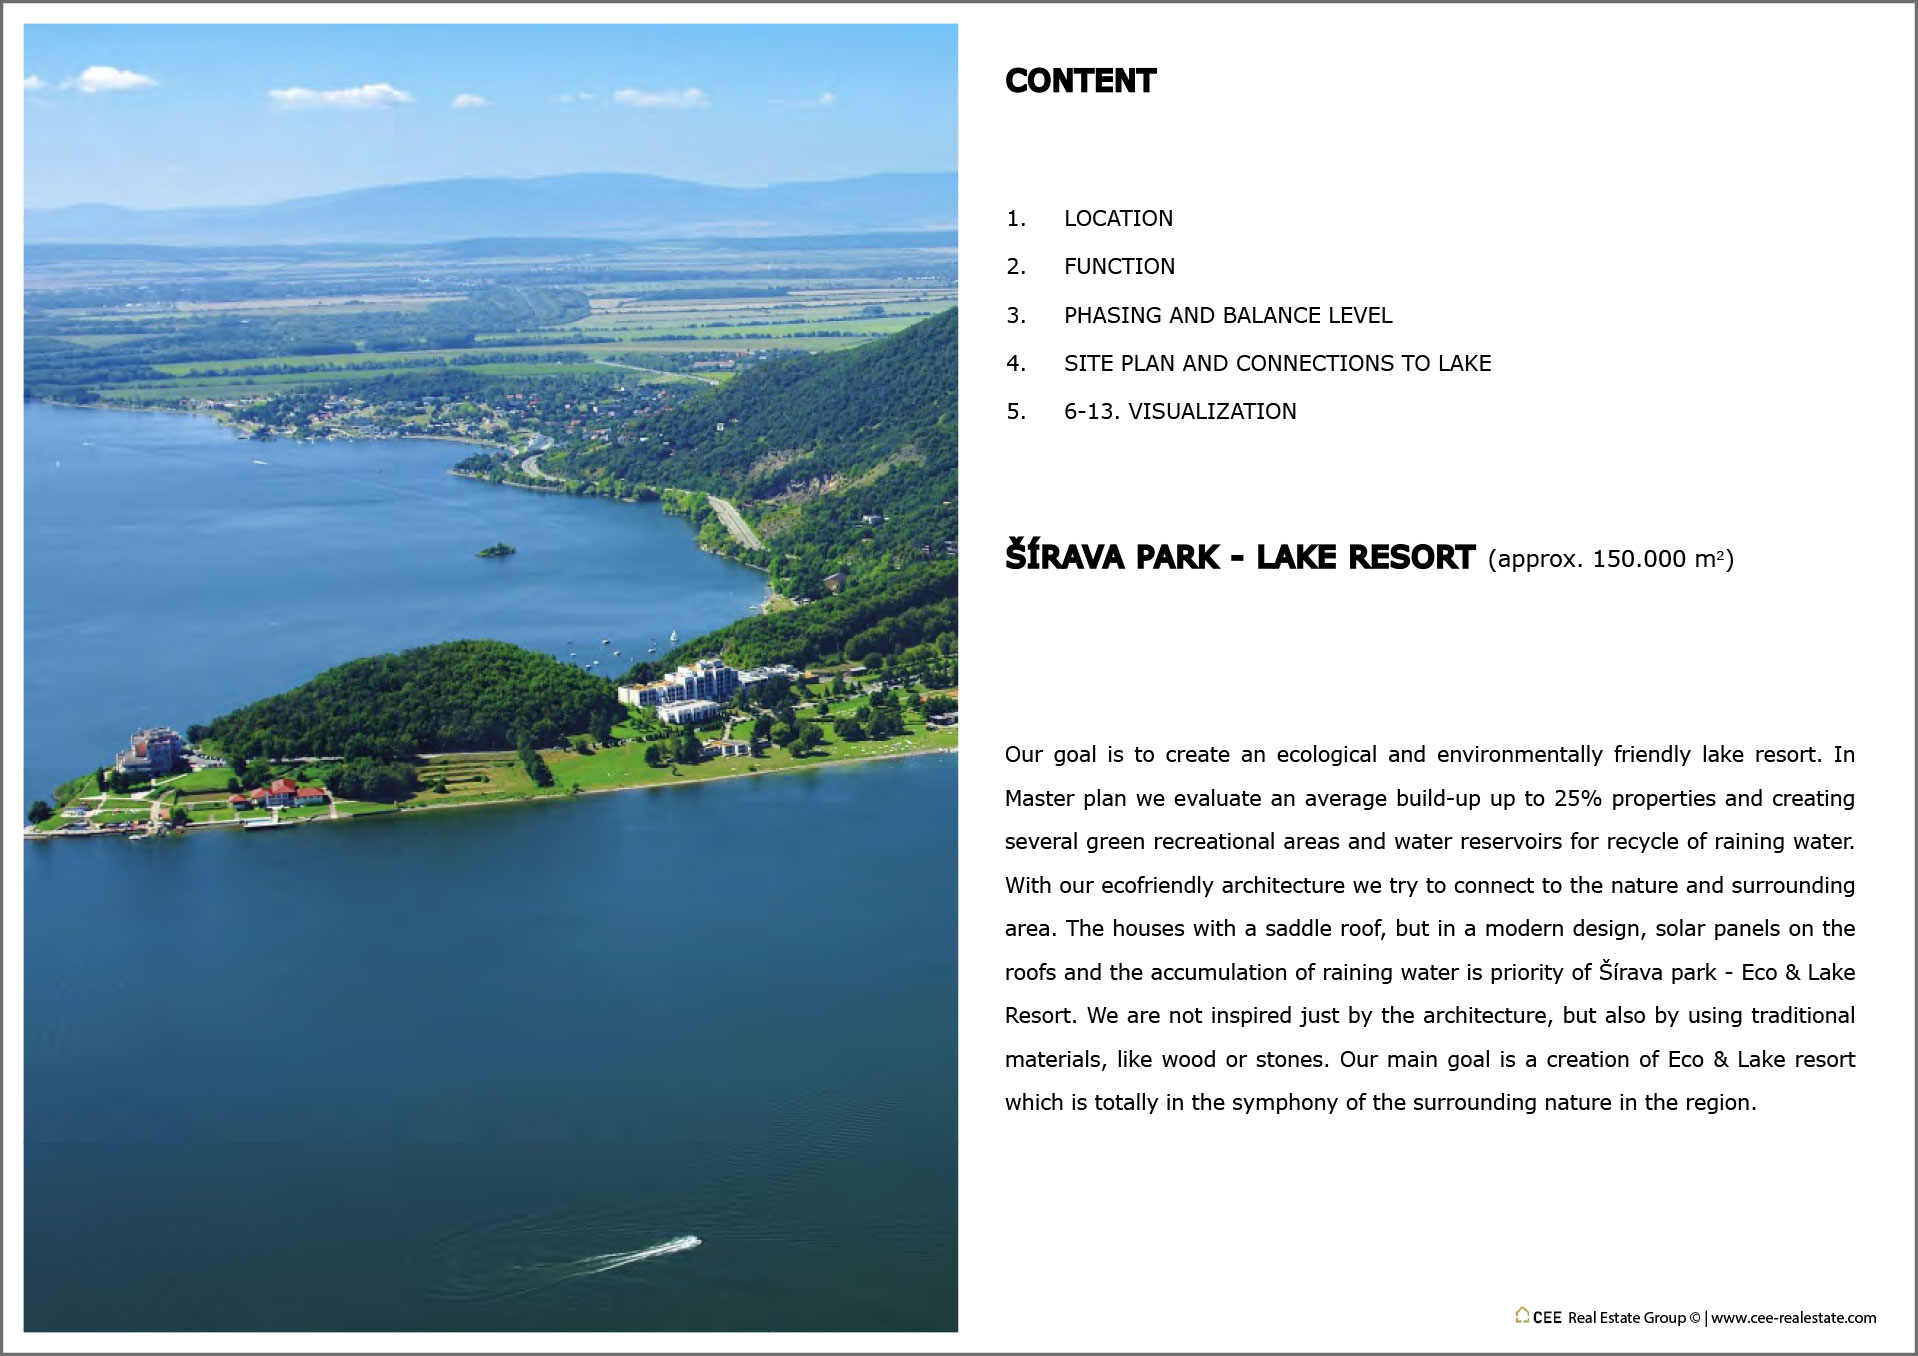 CONTENT
1. LOCATION
2. FUNCTION
3. PHASING AND BALANCE LEVEL
4. SITE PLAN AND CONNECTIONS TO LAKE
5. 6-13. VISUALIZATION
ŠÍRAVA PARK - LAKE RESORT (approx. 150.000 m²)
Our goal is to create an ecological and environmentally friendly lake resort. In
Master plan we evaluate an average build-up up to 25% properties and creating
several green recreational areas and water reservoirs for recycle of raining water.
With our ecofriendly architecture we try to connect to the nature and surrounding
area. The houses with a saddle roof, but in a modern design, solar panels on the
roofs and the accumulation of raining water is priority of Šírava park - Eco & Lake
Resort. We are not inspired just by the architecture, but also by using traditional
materials, like wood or stones. Our main goal is a creation of Eco & Lake resort
which is totally in the symphony of the surrounding nature in the region.
CEE Real Estate Group © | www.cee-realestate.com